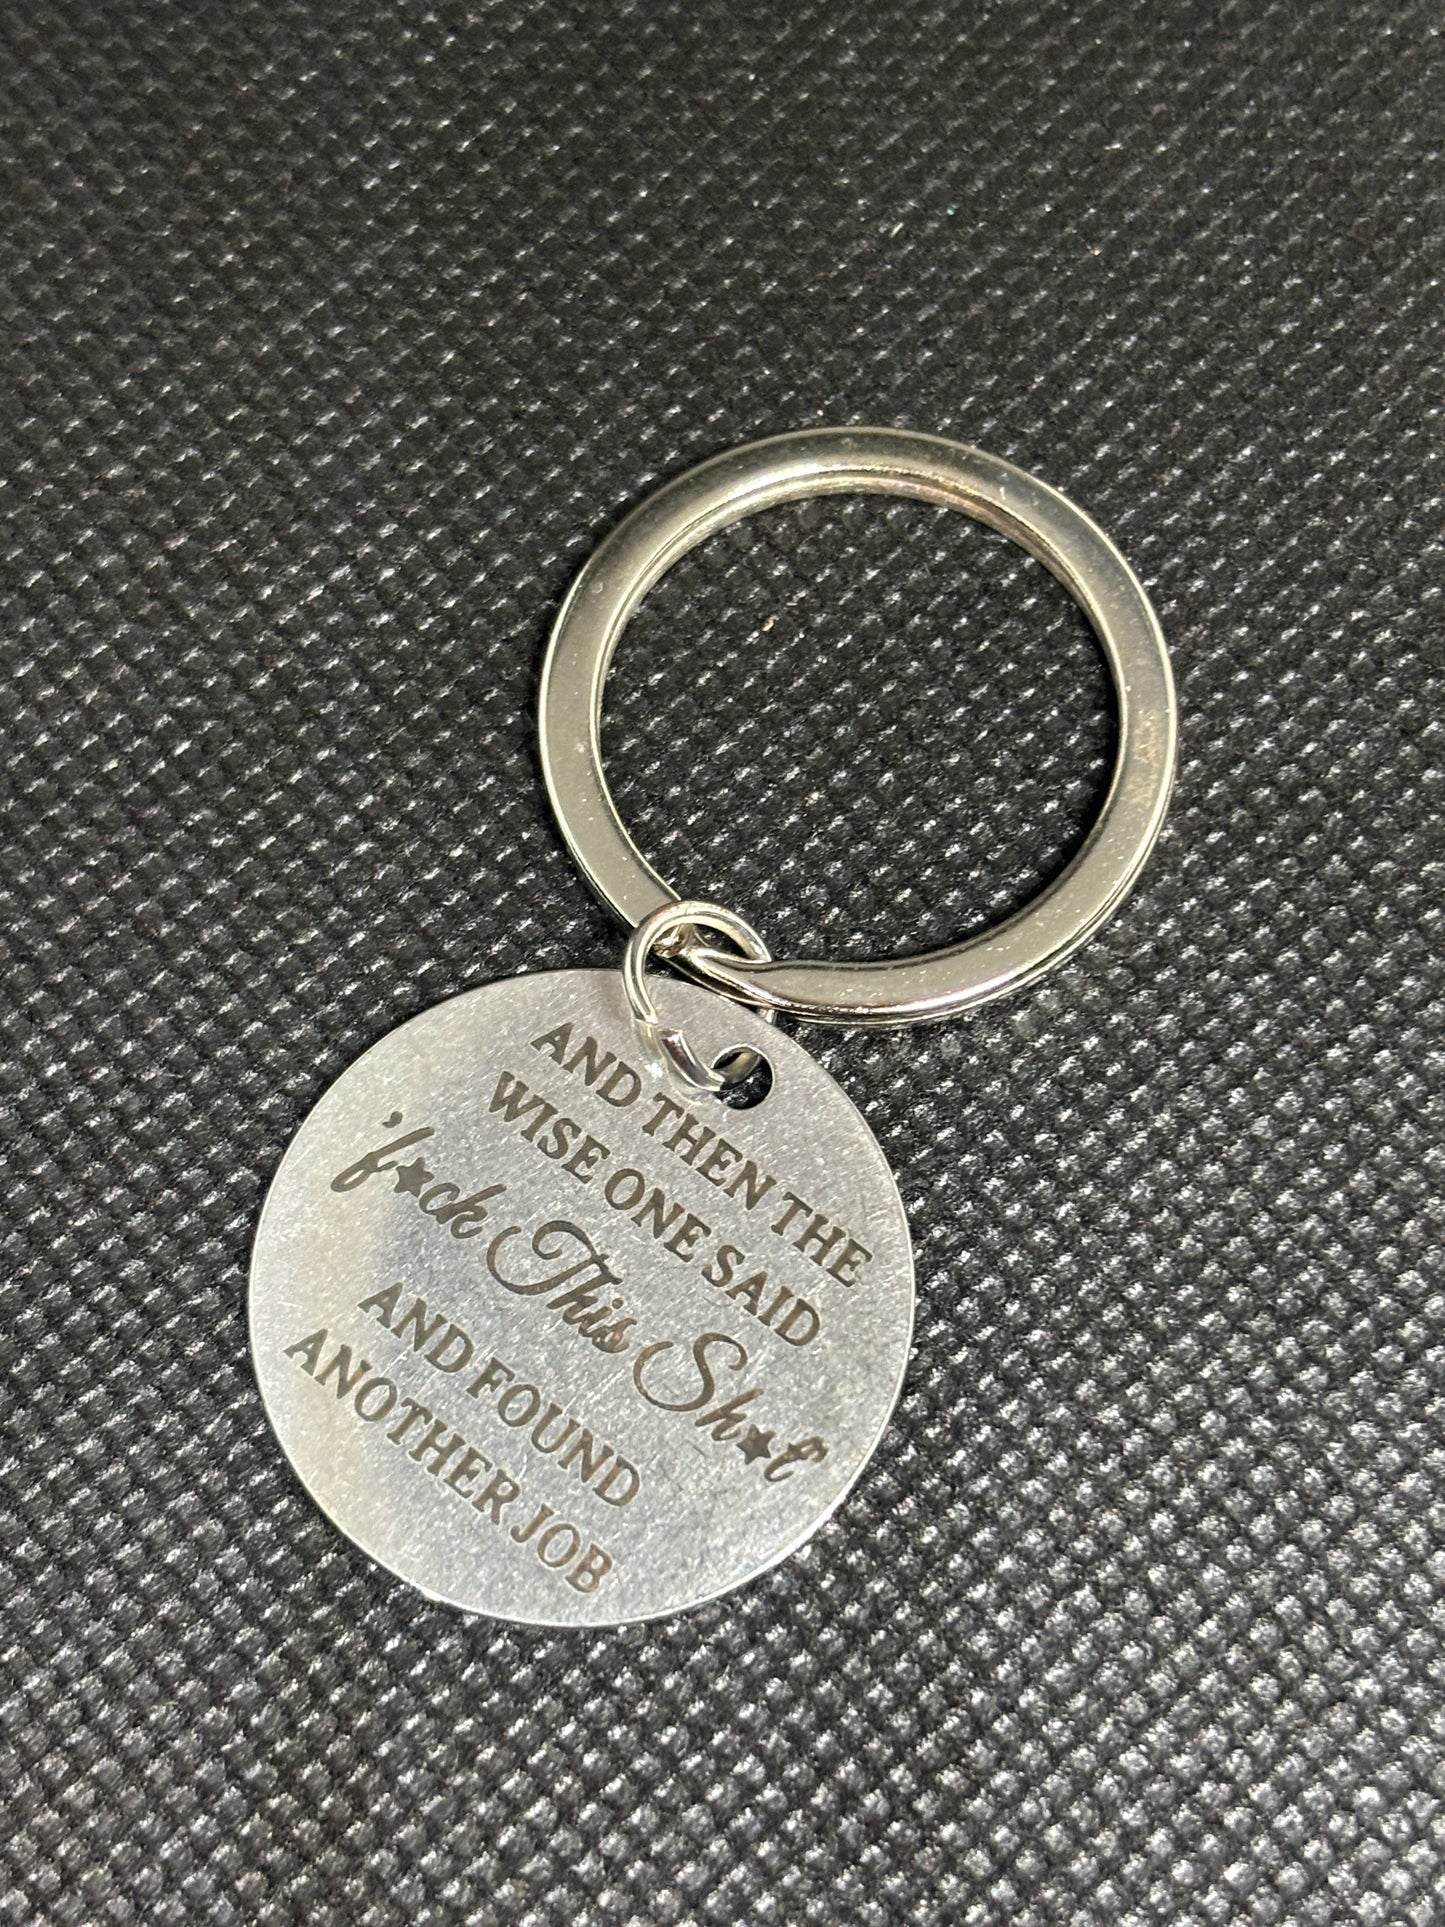 AND THEN THE
WISE ONE SAID
'f★ck This Sh★t'
AND FOUND
ANOTHER JOB